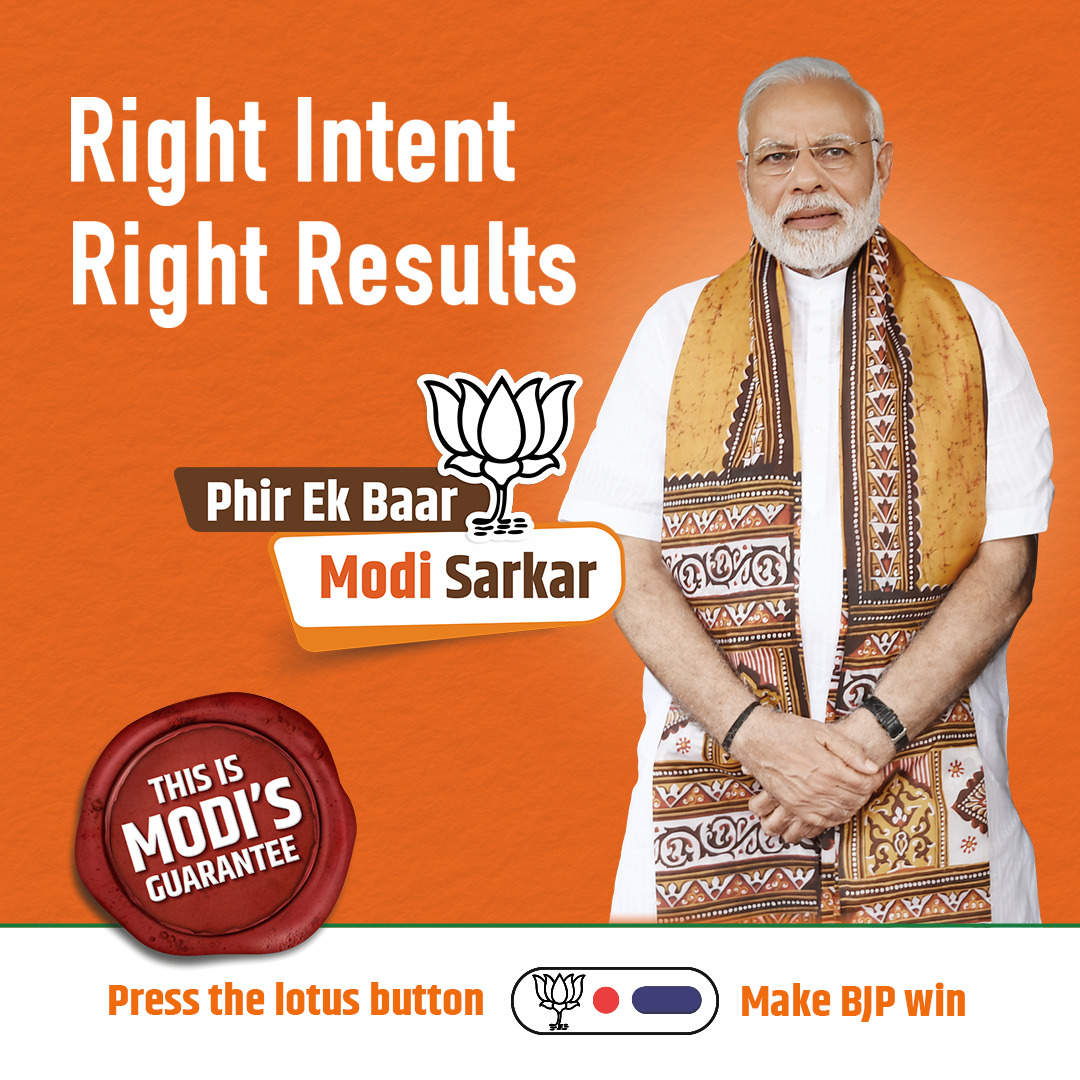 Right Intent
Right Results
Phir Ek Baar
Modi Sarkar
THIS IS
MODI'S
GUARANTEE
Press the lotus button
Make BJP win